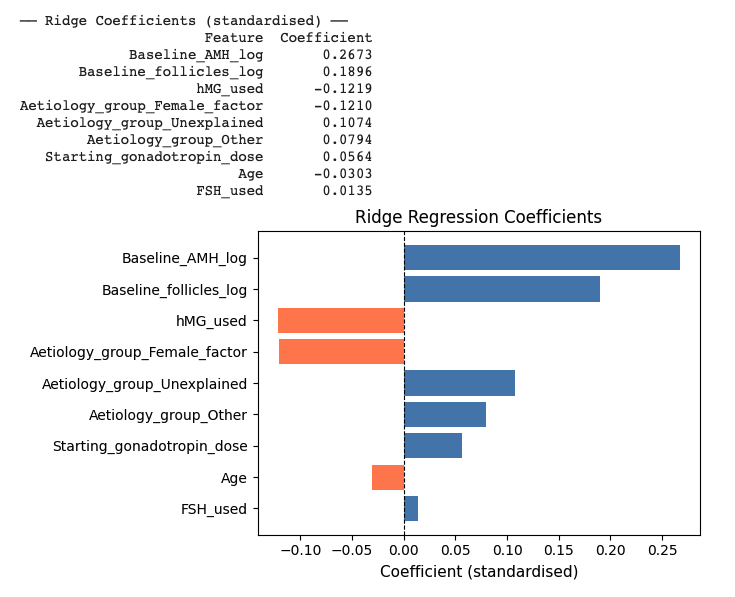 ── Ridge Coefficients (standardised) ──
Feature Coefficient
Baseline_AMH_log 0.2673
Baseline_follicles_log 0.1896
hMG_used -0.1219
Aetiology_group_Female_factor -0.1210
Aetiology_group_Unexplained 0.1074
Aetiology_group_Other 0.0794
Starting_gonadotropin_dose 0.0564
Age -0.0303
FSH_used 0.0135
Ridge Regression Coefficients
Baseline_AMH_log
Baseline_follicles_log
hMG_used
Aetiology_group_Female_factor
Aetiology_group_Unexplained
Aetiology_group_Other
Starting_gonadotropin_dose
Age
FSH_used
−0.10 −0.05 0.00 0.05 0.10 0.15 0.20 0.25
Coefficient (standardised)